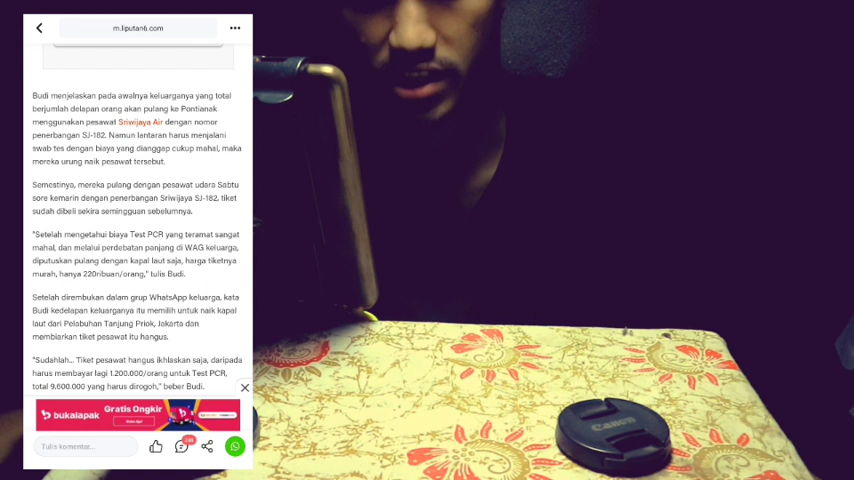 m.liputan6.com
Budi menjelaskan pada awalnya keluarganya yang total
berjumlah delapan orang akan pulang ke Pontianak
menggunakan pesawat Sriwijaya Air dengan nomor
penerbangan SJ-182. Namun lantaran harus menjalani
swab tes dengan biaya yang dianggap cukup mahal, maka
mereka urung naik pesawat tersebut.
Semestinya, mereka pulang dengan pesawat udara Sabtu
sore kemarin dengan penerbangan Sriwijaya SJ-182, tiket
sudah dibeli sekira semingguan sebelumnya.
"Setelah mengetahui biaya Test PCR yang teramat sangat
mahal, dan melalui perdebatan panjang di WAG keluarga,
diputuskan pulang dengan kapal laut saja, harga tiketnya
murah, hanya 220ribuan/orang," tulis Budi.
Setelah dirembukan dalam grup WhatsApp keluarga, kata
Budi kedelapan keluarganya itu memilih untuk naik kapal
laut dari Pelabuhan Tanjung Priok, Jakarta dan
membiarkan tiket pesawat itu hangus.
"Sudahlah... Tiket pesawat hangus ikhlaskan saja, daripada
harus membayar lagi 1.200.000/orang untuk Test PCR,
total 9.600.000 yang harus dirogoh," beber Budi.
bukalapak
Gratis Ongkir
Tulis komentar...
Canon